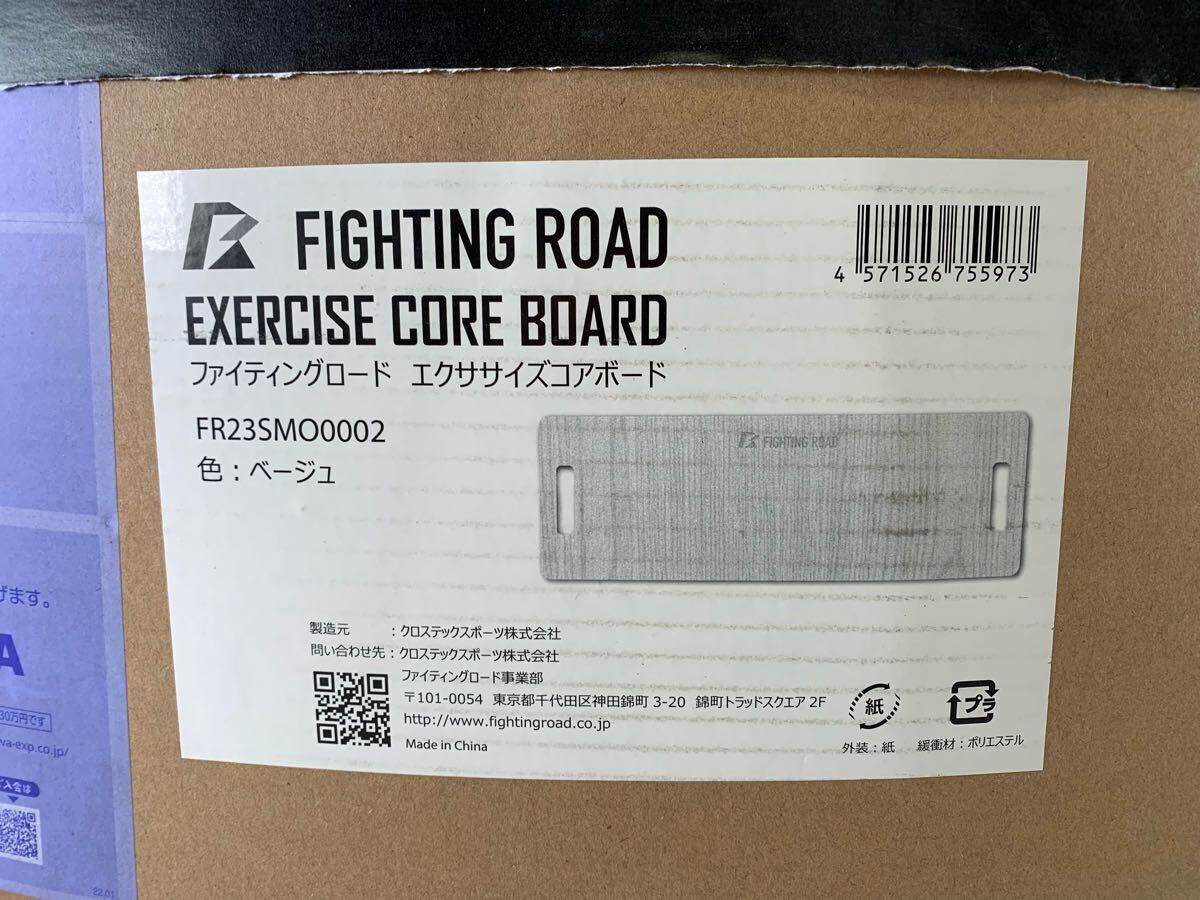 FIGHTING ROAD
EXERCISE CORE BOARD
ファイティングロード エクササイズコアボード
FR23SMO0002
色：ベージュ
4 571526 755973
FIGHTING ROAD
製造元 ：クロステックスポーツ株式会社
問い合わせ先：クロステックスポーツ株式会社
ファイティングロード事業部
〒101-0054 東京都千代田区神田錦町 3-20 錦町トラッドスクエア 2F
http://www.fightingroad.co.jp
Made in China
紙
プラ
外装：紙 緩衝材：ポリエステル
げます。
A
30万円です
wa-exp.co.jp/
ご入会は
22.01